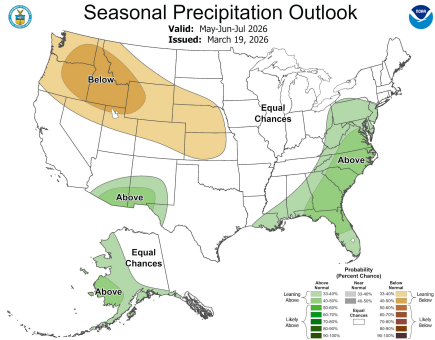 Seasonal Precipitation Outlook
Valid: May-Jun-Jul 2026
Issued: March 19, 2026
NOAA
Below
Equal
Chances
Above
Above
Equal
Chances
Above
Probability
(Percent Chance)
Above
Normal
Near
Normal
Below
Normal
Leaning
Above
33-40%
40-50%
50-60%
60-70%
70-80%
80-90%
90-100%
Likely
Above
33-40%
40-50%
Equal
Chances
33-40%
40-50%
50-60%
60-70%
70-80%
80-90%
90-100%
Leaning
Below
Likely
Below